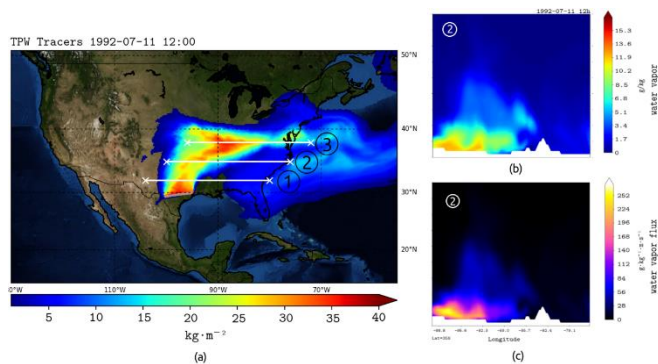 TPW Tracers 1992-07-11 12:00
50°N
40°N
30°N
20°N
0°W
110°W
90°W
70°W
3
2
1
5
10
15
20
25
30
35
40
kg·m⁻²
(a)
1992-07-11 12h
2
15.3
13.6
11.9
10.2
8.5
6.8
5.1
3.4
1.7
0
g/kg
water vapor
(b)
2
252
224
196
168
140
112
84
56
28
0
water vapor flux
Longitude
(c)